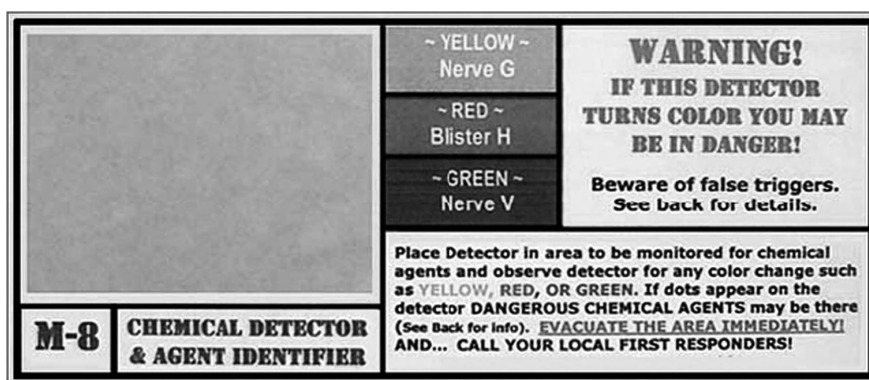 ~ YELLOW ~
Nerve G
~ RED ~
Blister H
~ GREEN ~
Nerve V
WARNING!
IF THIS DETECTOR
TURNS COLOR YOU MAY
BE IN DANGER!
Beware of false triggers.
See back for details.
Place Detector in area to be monitored for chemical
agents and observe detector for any color change such
as YELLOW, RED, OR GREEN. If dots appear on the
detector DANGEROUS CHEMICAL AGENTS may be there
(See Back for info). EVACUATE THE AREA IMMEDIATELY!
AND... CALL YOUR LOCAL FIRST RESPONDERS!
M-8
CHEMICAL DETECTOR
& AGENT IDENTIFIER